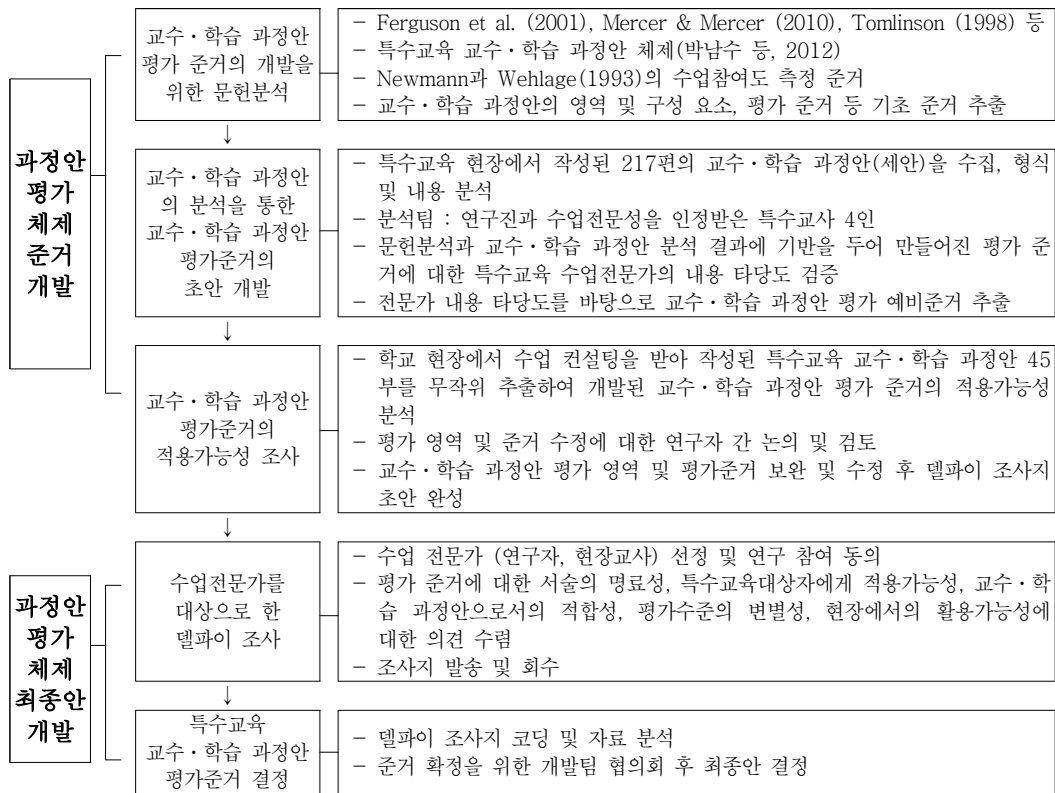 과정안
평가
체제
준거
개발
교수・학습 과정안
평가 준거의 개발을
위한 문헌분석
- Ferguson et al. (2001), Mercer & Mercer (2010), Tomlinson (1998) 등
- 특수교육 교수・학습 과정안 체제(박남수 등, 2012)
- Newmann과 Wehlage(1993)의 수업참여도 측정 준거
- 교수・학습 과정안의 영역 및 구성 요소, 평가 준거 등 기초 준거 추출
↓
교수・학습 과정안
의 분석을 통한
교수・학습 과정안
평가준거의
초안 개발
- 특수교육 현장에서 작성된 217편의 교수・학습 과정안(세안)을 수집, 형식
및 내용 분석
- 분석팀 : 연구진과 수업전문성을 인정받은 특수교사 4인
- 문헌분석과 교수・학습 과정안 분석 결과에 기반을 두어 만들어진 평가 준
거에 대한 특수교육 수업전문가의 내용 타당도 검증
- 전문가 내용 타당도를 바탕으로 교수・학습 과정안 평가 예비준거 추출
↓
교수・학습 과정안
평가준거의
적용가능성 조사
- 학교 현장에서 수업 컨설팅을 받아 작성된 특수교육 교수・학습 과정안 45
부를 무작위 추출하여 개발된 교수・학습 과정안 평가 준거의 적용가능성
분석
- 평가 영역 및 준거 수정에 대한 연구자 간 논의 및 검토
- 교수・학습 과정안 평가 영역 및 평가준거 보완 및 수정 후 델파이 조사지
초안 완성
↓
과정안
평가
체제
최종안
개발
수업전문가를
대상으로 한
델파이 조사
- 수업 전문가 (연구자, 현장교사) 선정 및 연구 참여 동의
- 평가 준거에 대한 서술의 명료성, 특수교육대상자에게 적용가능성, 교수・학
습 과정안으로서의 적합성, 평가수준의 변별성, 현장에서의 활용가능성에
대한 의견 수렴
- 조사지 발송 및 회수
↓
특수교육
교수・학습 과정안
평가준거 결정
- 델파이 조사지 코딩 및 자료 분석
- 준거 확정을 위한 개발팀 협의회 후 최종안 결정